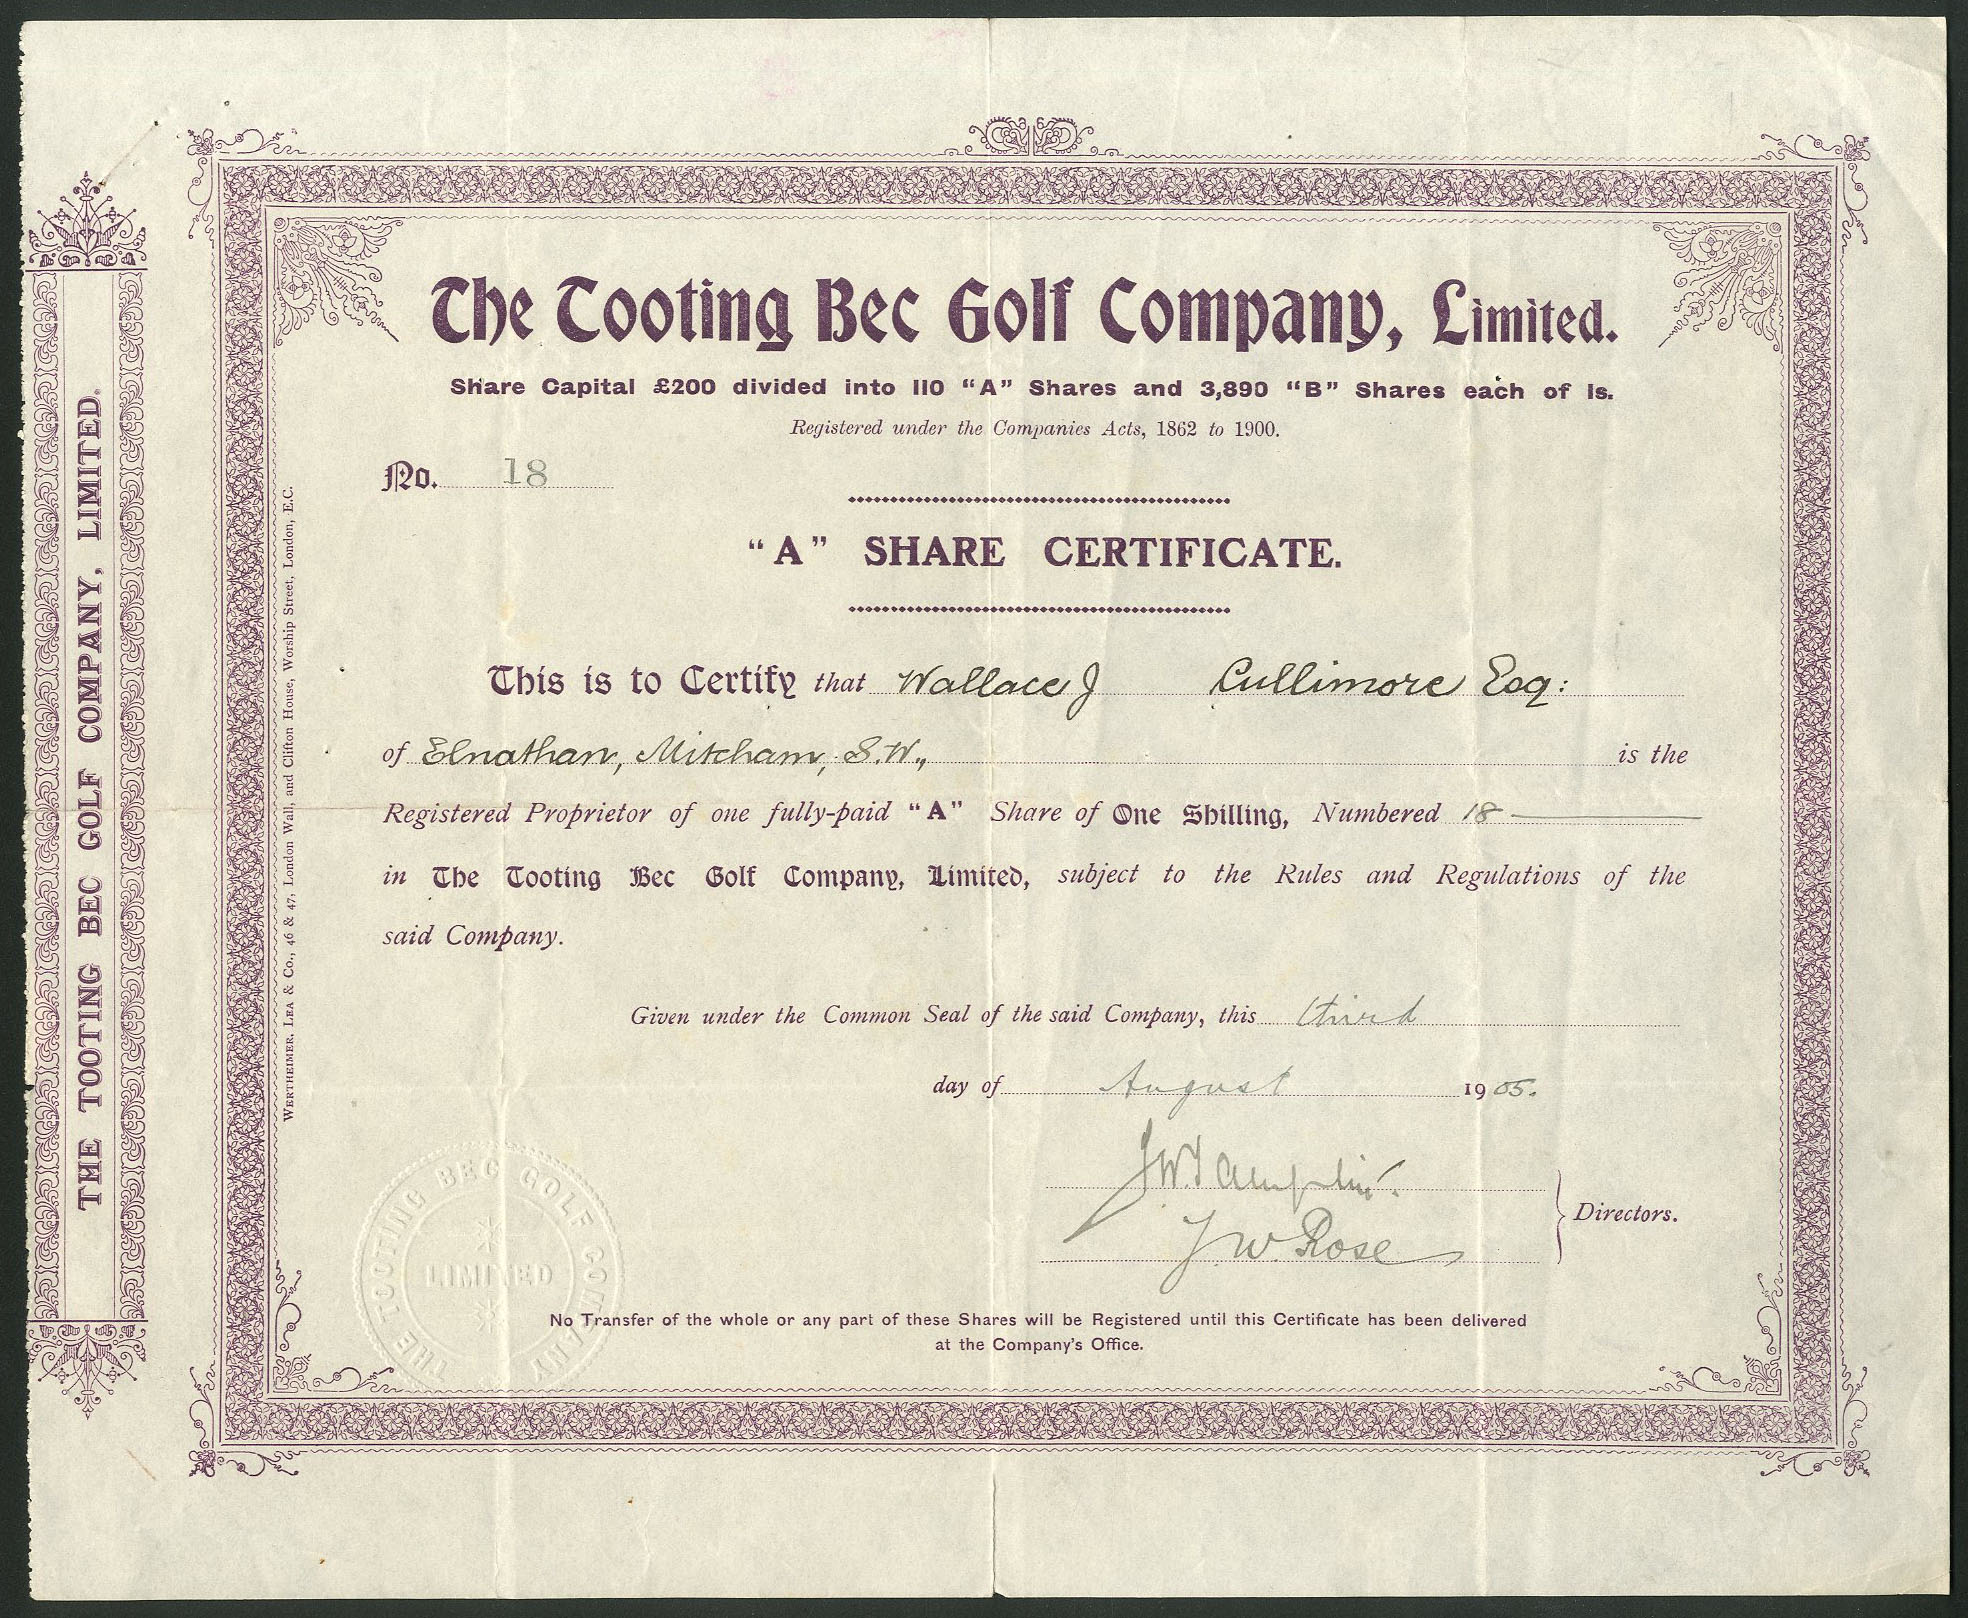 The Tooting Bec Golf Company, Limited.
Share Capital £200 divided into 110 "A" Shares and 3,890 "B" Shares each of 1s.
Registered under the Companies Acts, 1862 to 1900.
No. 18
"A" SHARE CERTIFICATE.
This is to Certify that Wallace J Cullimore Esq:
of Elnathan, Mitcham, S.W., is the
Registered Proprietor of one fully-paid "A" Share of One Shilling, Numbered 18
in The Tooting Bec Golf Company, Limited, subject to the Rules and Regulations of the
said Company.
Given under the Common Seal of the said Company, this third
day of August 1905.
J. W. Rose
Directors.
No Transfer of the whole or any part of these Shares will be Registered until this Certificate has been delivered
at the Company's Office.
THE TOOTING BEC GOLF COMPANY
LIMITED
THE TOOTING BEC GOLF COMPANY, LIMITED.
WERTHEIMER, LEA & Co., 46 & 47, London Wall, and Clifton House, Worship Street, London, E.C.